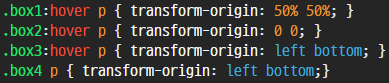 .box1:hover p { transform-origin: 50% 50%; }
.box2:hover p { transform-origin: 0 0; }
.box3:hover p { transform-origin: left bottom; }
.box4 p { transform-origin: left bottom;}